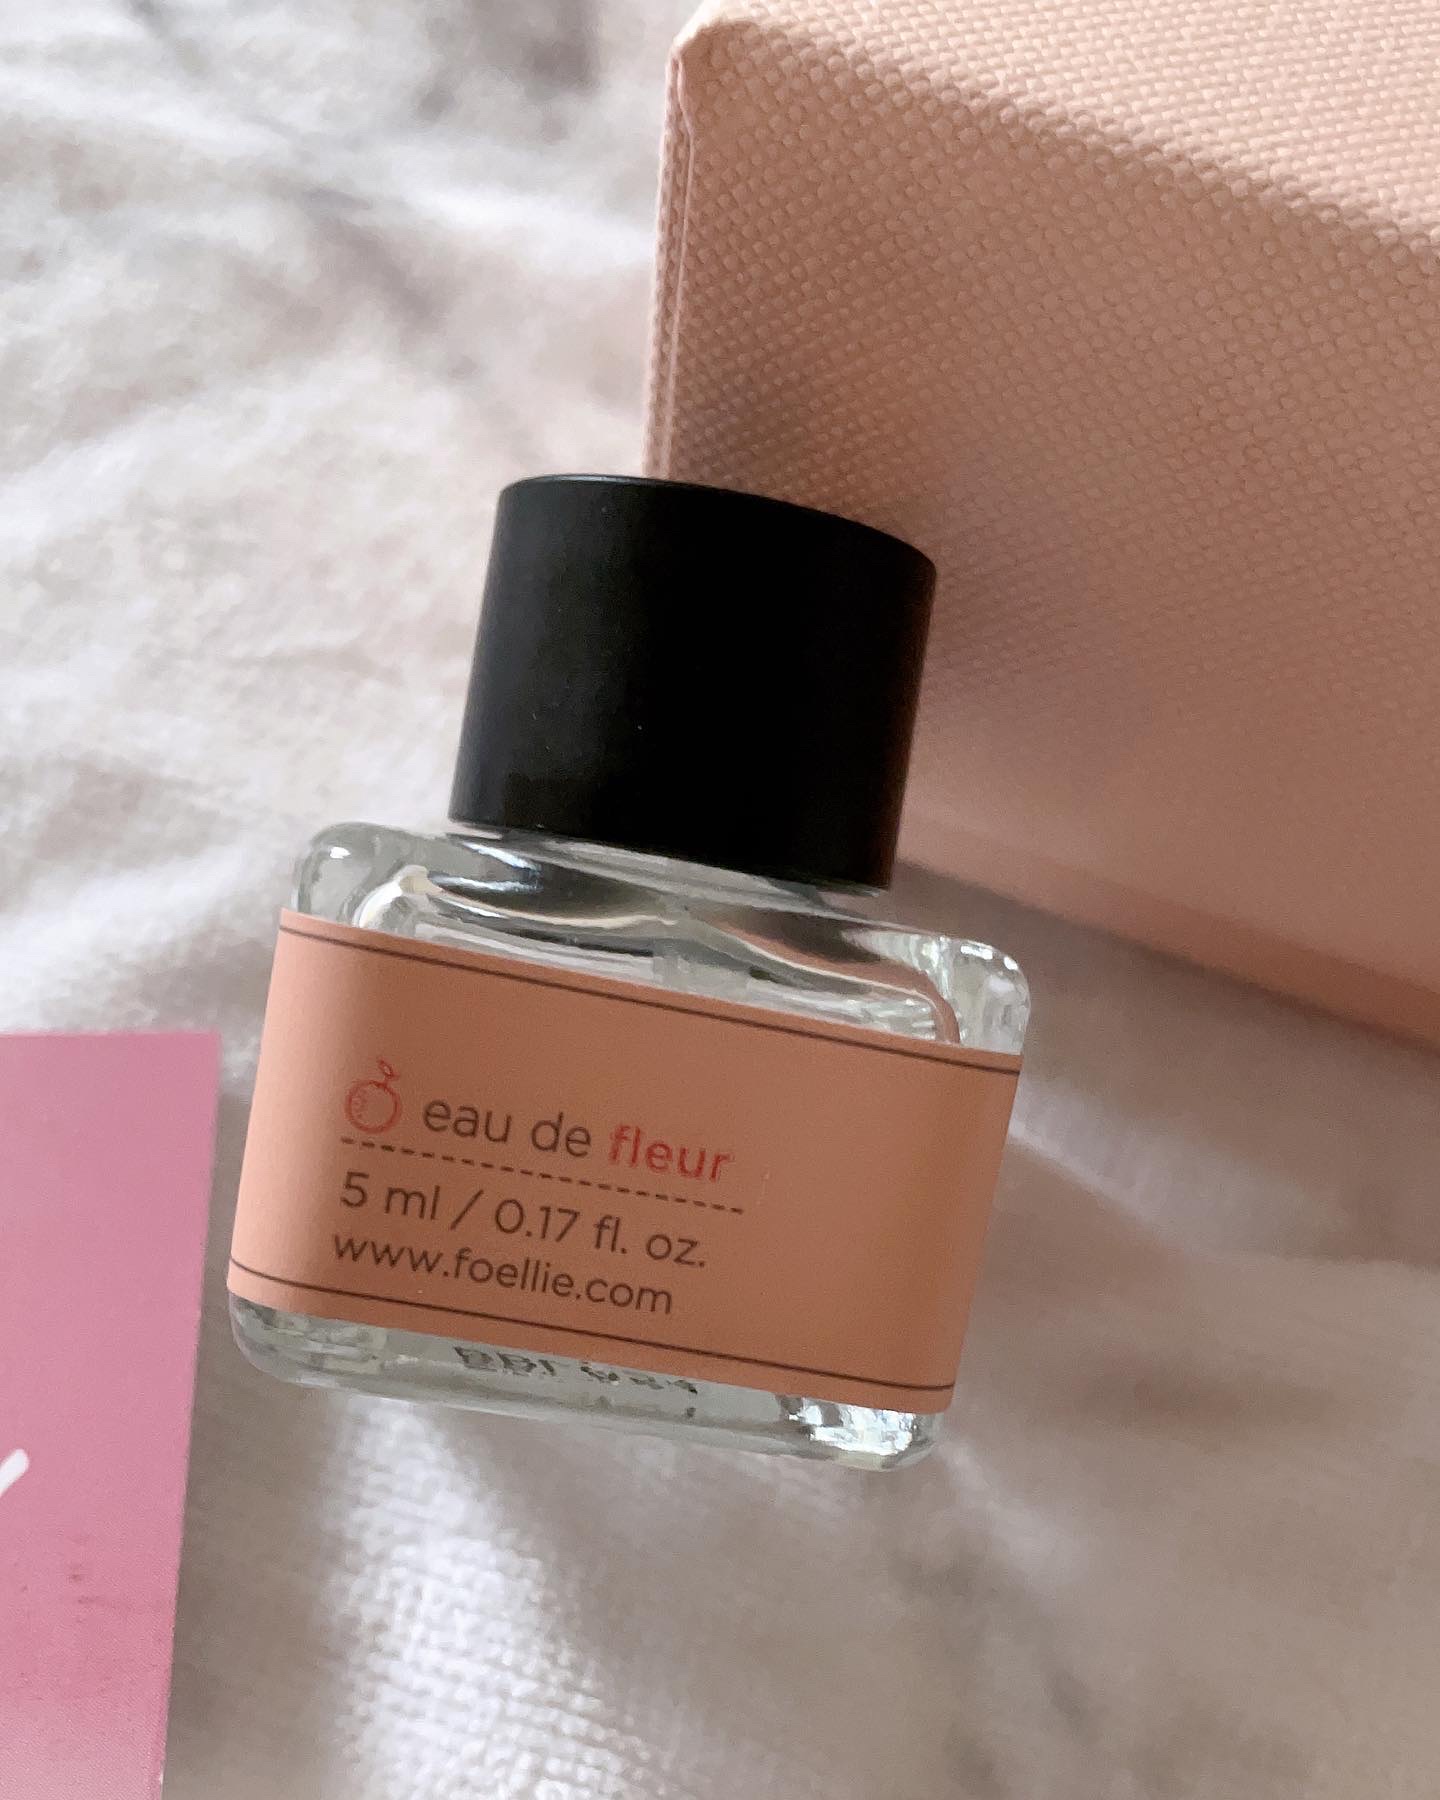 eau de fleur
5 ml / 0.17 fl. oz.
www.foellie.com